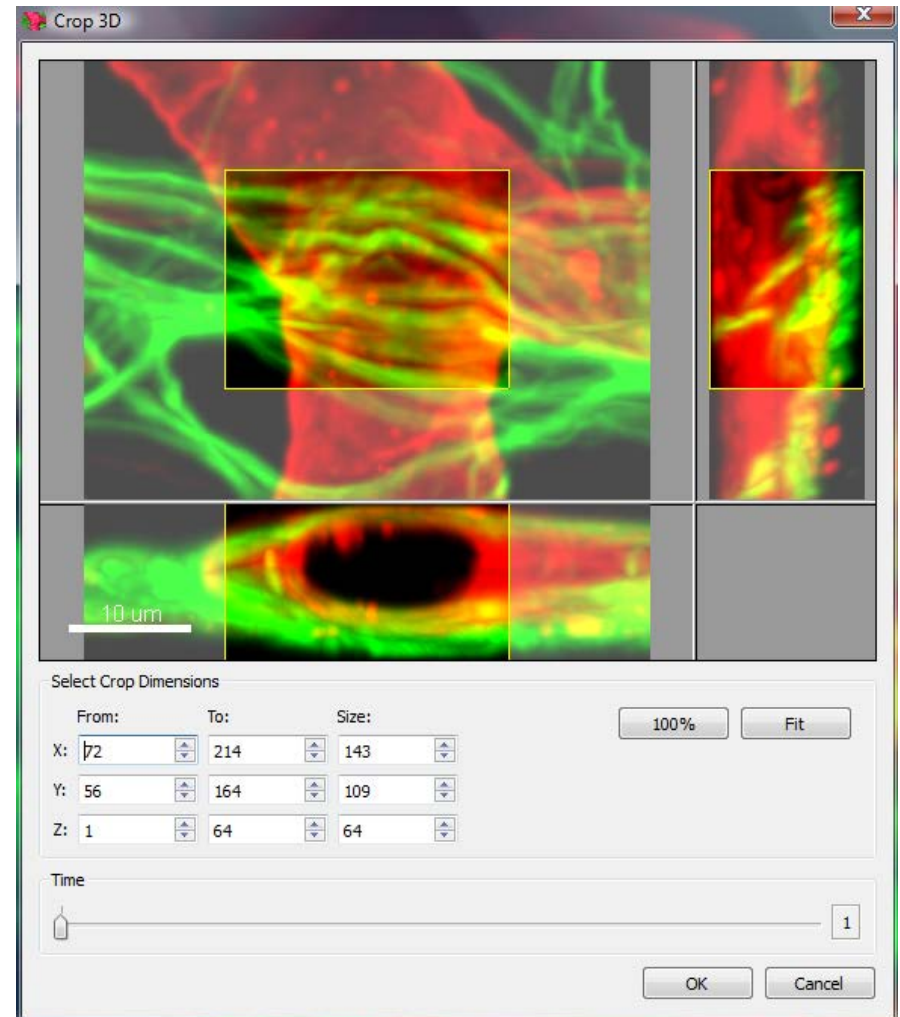 Crop 3D
10 um
Select Crop Dimensions
From: To: Size:
100% Fit
X: 72 214 143
Y: 56 164 109
Z: 1 64 64
Time
1
OK Cancel